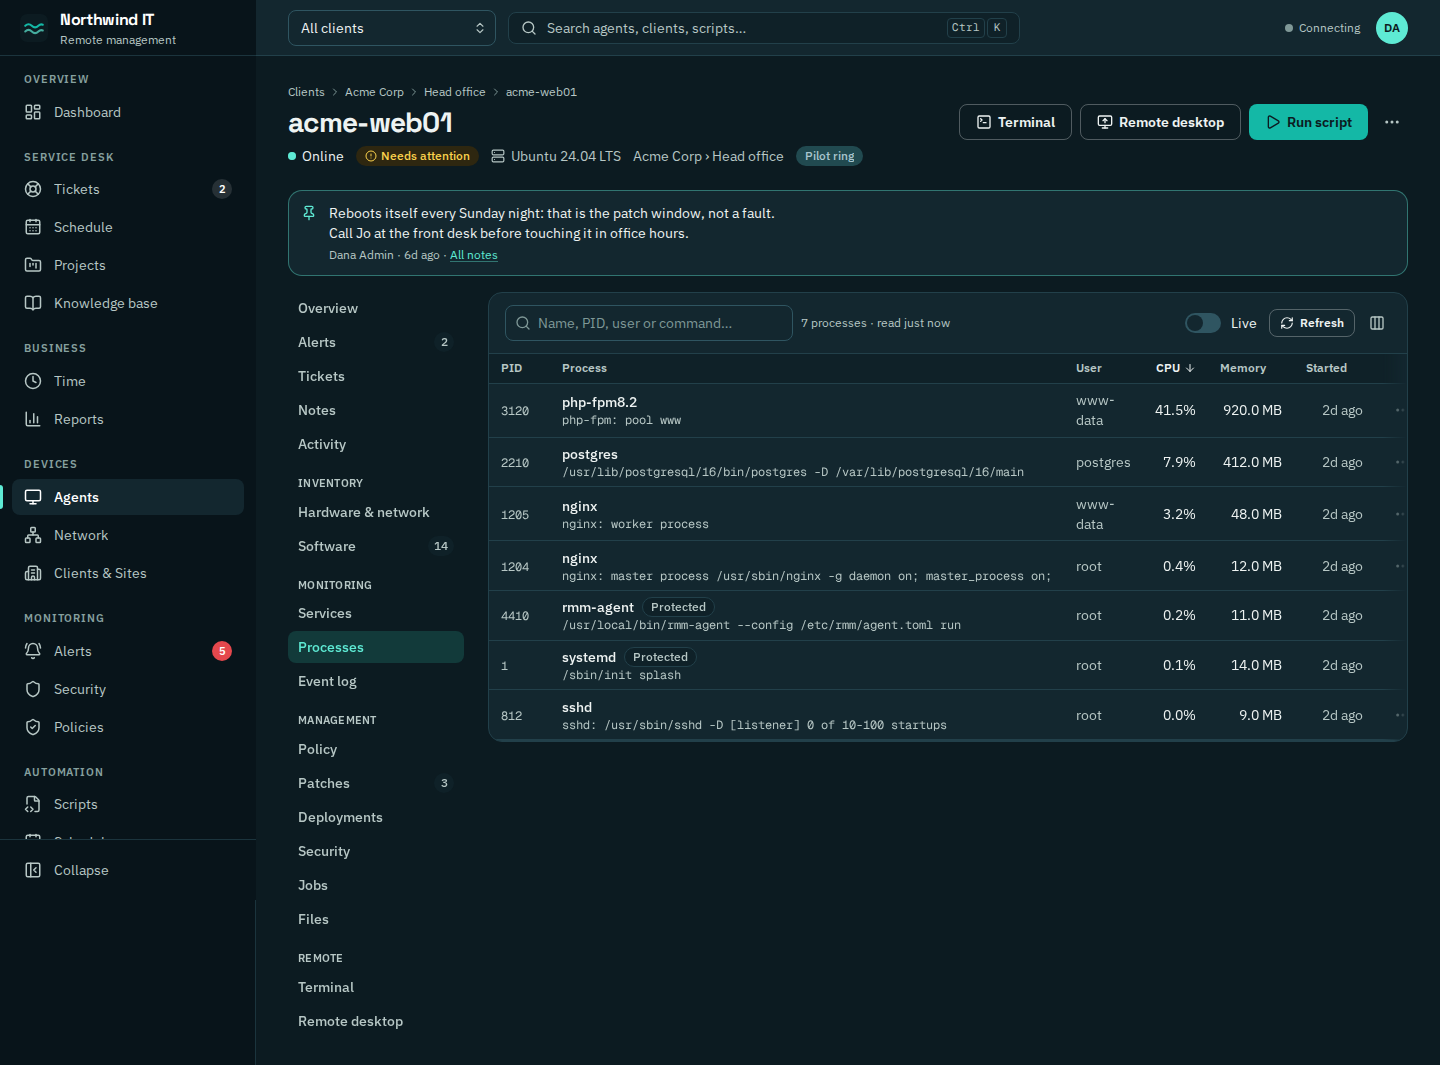 Northwind IT
Remote management
All clients
Search agents, clients, scripts...
Ctrl K
Connecting
DA
OVERVIEW
Dashboard
SERVICE DESK
Tickets 2
Schedule
Projects
Knowledge base
BUSINESS
Time
Reports
DEVICES
Agents
Network
Clients & Sites
MONITORING
Alerts 5
Security
Policies
AUTOMATION
Scripts
Collapse
Clients > Acme Corp > Head office > acme-web01
acme-web01
Terminal
Remote desktop
Run script
Online
Needs attention
Ubuntu 24.04 LTS
Acme Corp › Head office
Pilot ring
Reboots itself every Sunday night: that is the patch window, not a fault.
Call Jo at the front desk before touching it in office hours.
Dana Admin · 6d ago · All notes
Overview
Alerts 2
Tickets
Notes
Activity
INVENTORY
Hardware & network
Software 14
MONITORING
Services
Processes
Event log
MANAGEMENT
Policy
Patches 3
Deployments
Security
Jobs
Files
REMOTE
Terminal
Remote desktop
Name, PID, user or command...
7 processes · read just now
Live
Refresh
PID Process User CPU Memory Started
3120 php-fpm8.2 www-data 41.5% 920.0 MB 2d ago
php-fpm: pool www
2210 postgres postgres 7.9% 412.0 MB 2d ago
/usr/lib/postgresql/16/bin/postgres -D /var/lib/postgresql/16/main
1205 nginx www-data 3.2% 48.0 MB 2d ago
nginx: worker process
1204 nginx root 0.4% 12.0 MB 2d ago
nginx: master process /usr/sbin/nginx -g daemon on; master_process on;
4410 rmm-agent Protected root 0.2% 11.0 MB 2d ago
/usr/local/bin/rmm-agent --config /etc/rmm/agent.toml run
1 systemd Protected root 0.1% 14.0 MB 2d ago
/sbin/init splash
812 sshd root 0.0% 9.0 MB 2d ago
sshd: /usr/sbin/sshd -D [listener] 0 of 10-100 startups